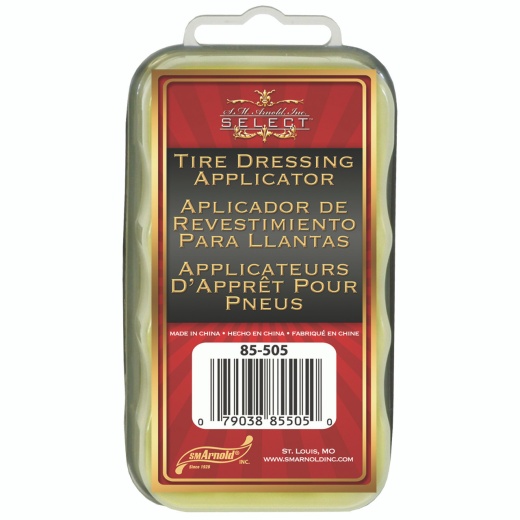 S.M. Arnold, Inc.
SELECT™
TIRE DRESSING
APPLICATOR
APLICADOR DE
REVESTIMIENTO
PARA LLANTAS
APPLICATEURS
D'APPRÊT POUR
PNEUS
MADE IN CHINA • HECHO EN CHINA • FABRIQUÉ EN CHINE
85-505
0 79038 85505 0
SMArnold® INC.
Since 1928
ST. LOUIS, MO
WWW.SMARNOLDINC.COM